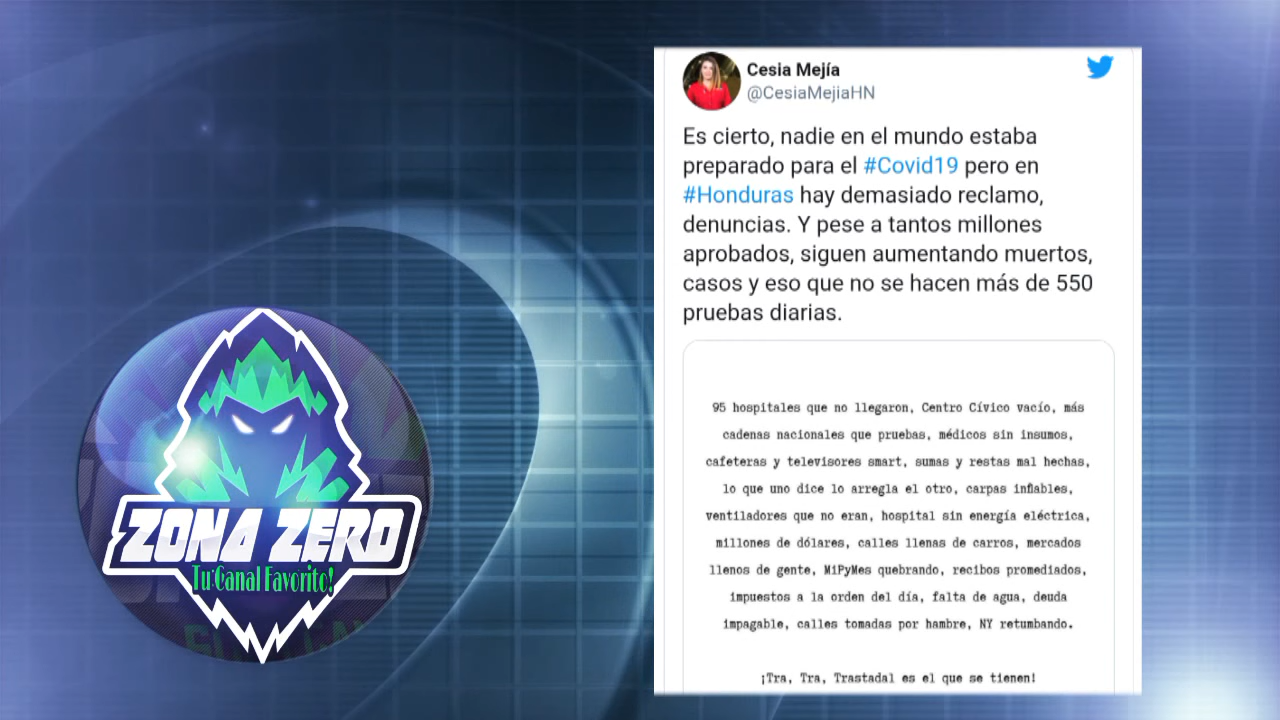 ZONA ZERO
Tu Canal Favorito!
Cesia Mejía
@CesiaMejiaHN
Es cierto, nadie en el mundo estaba
preparado para el #Covid19 pero en
#Honduras hay demasiado reclamo,
denuncias. Y pese a tantos millones
aprobados, siguen aumentando muertos,
casos y eso que no se hacen más de 550
pruebas diarias.
95 hospitales que no llegaron, Centro Cívico vacío, más
cadenas nacionales que pruebas, médicos sin insumos,
cafeteras y televisores smart, sumas y restas mal hechas,
lo que uno dice lo arregla el otro, carpas inflables,
ventiladores que no eran, hospital sin energía eléctrica,
millones de dólares, calles llenas de carros, mercados
llenos de gente, MiPyMes quebrando, recibos promediados,
impuestos a la orden del día, falta de agua, deuda
impagable, calles tomadas por hambre, NY retumbando.
¡Tra, Tra, Trastadal es el que se tienen!